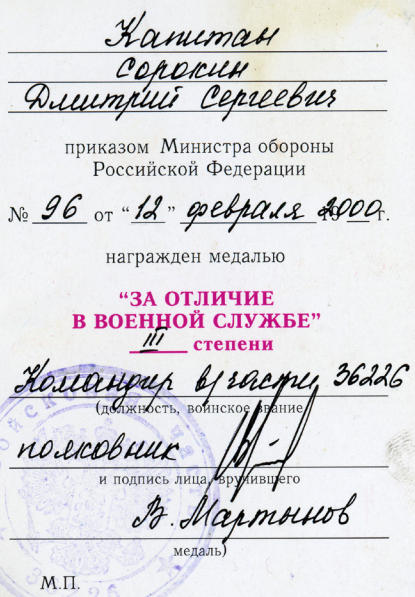 Капитан
Сорокин
Дмитрий Сергеевич
приказом Министра обороны
Российской Федерации
№ 96 от “12” февраля 2000 г.
награжден медалью
“ЗА ОТЛИЧИЕ
В ВОЕННОЙ СЛУЖБЕ”
III степени
Командир в/части 36226
(должность, воинское звание
полковник
и подпись лица, вручившего
В. Мартынов
медаль)
М.П.